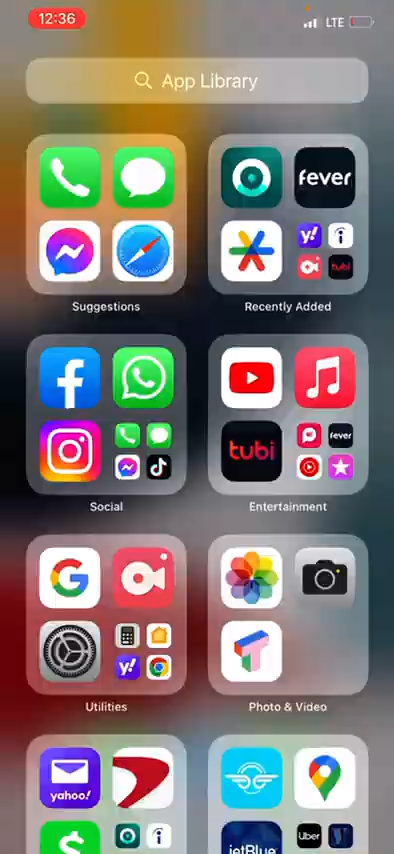 12:36
LTE
App Library
fever
y!
tubi
Suggestions
Recently Added
tubi
fever
Social
Entertainment
y!
Utilities
Photo & Video
yahoo!
jetBlue
Uber